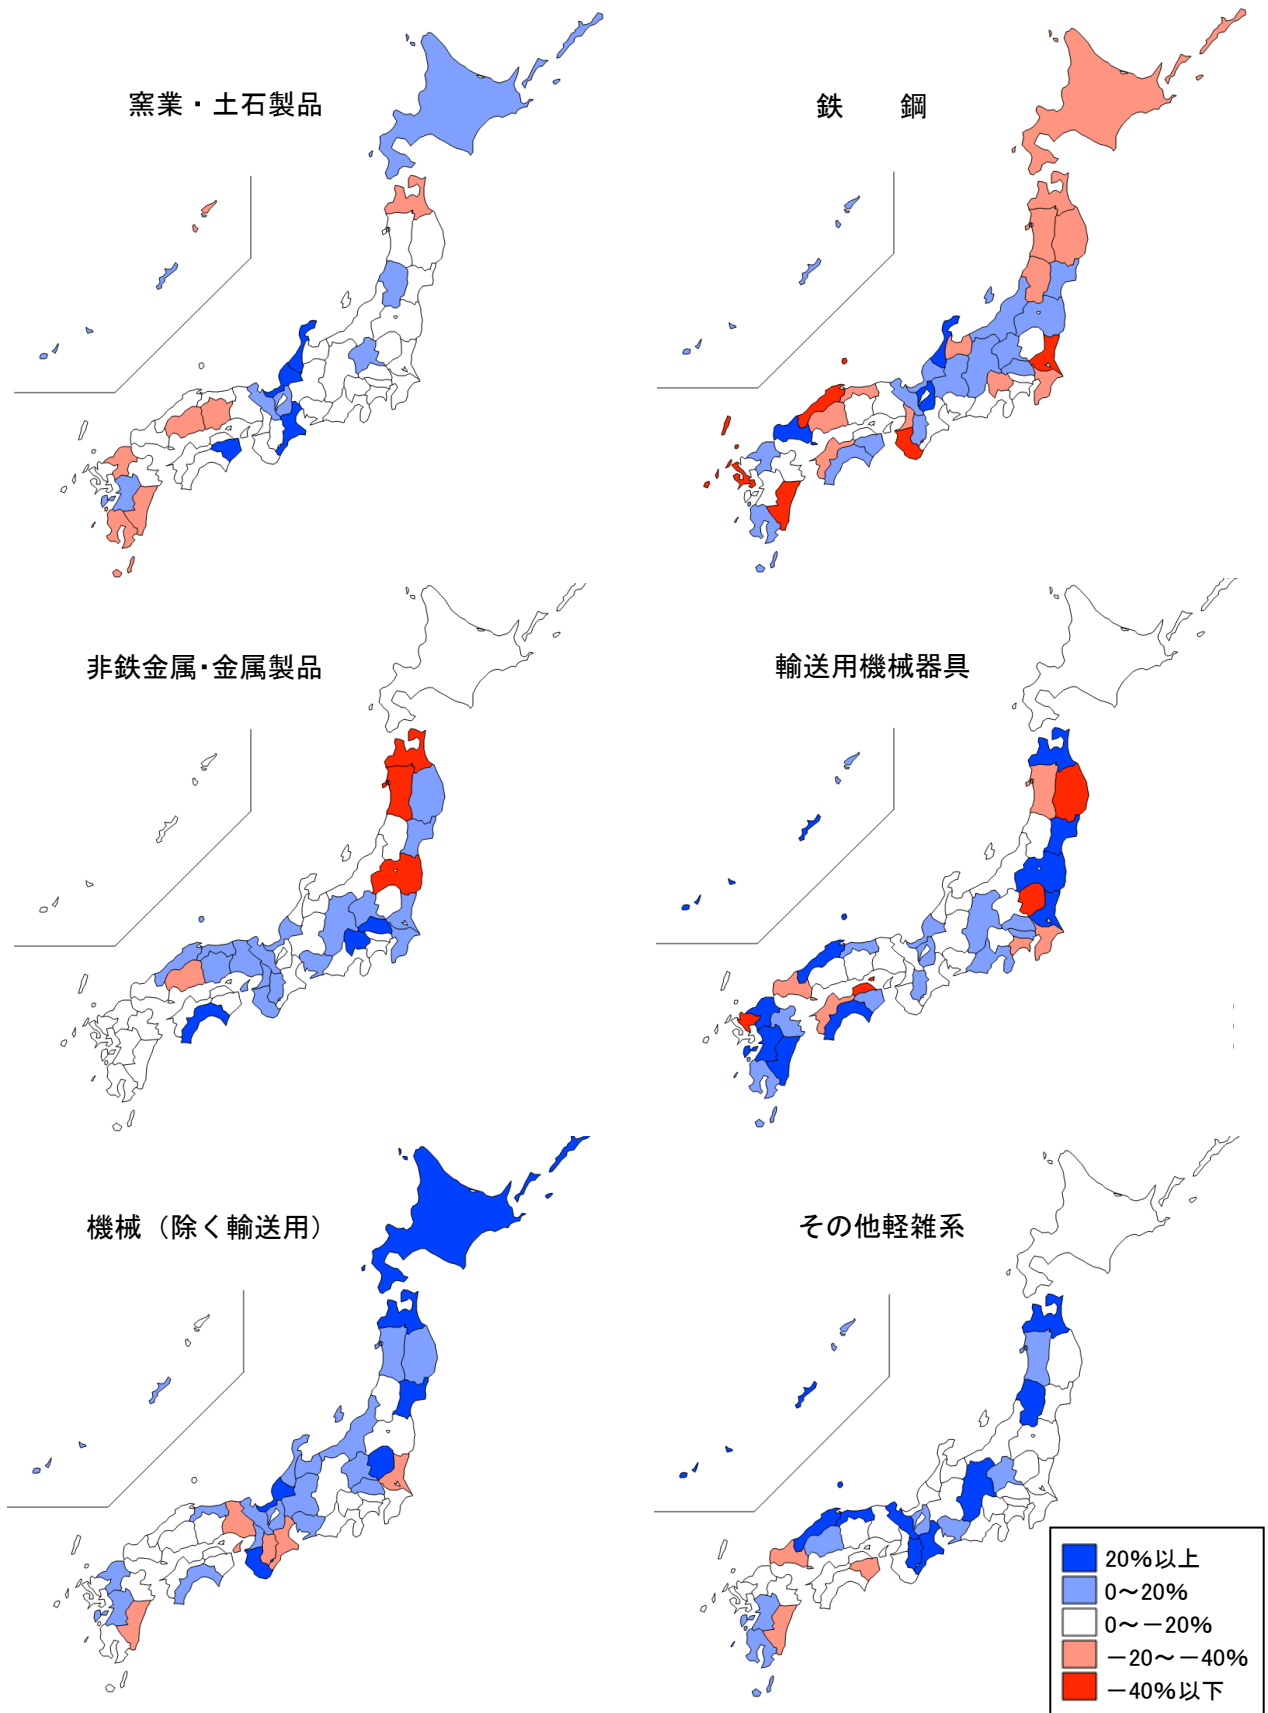 窯業・土石製品
鉄　　鋼
非鉄金属・金属製品
輸送用機械器具
機械（除く輸送用）
その他軽雑系
20%以上
0～20%
0～－20%
－20～－40%
－40%以下